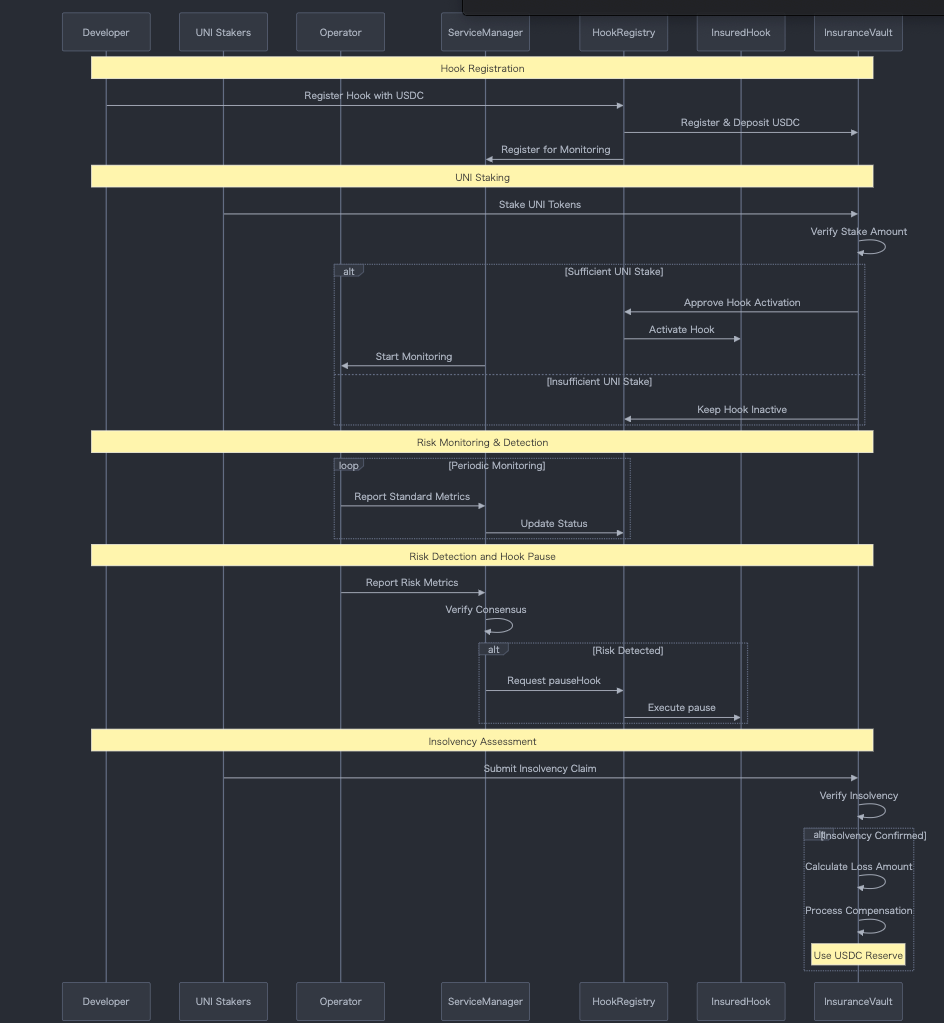 Developer
UNI Stakers
Operator
ServiceManager
HookRegistry
InsuredHook
InsuranceVault
Hook Registration
Register Hook with USDC
Register & Deposit USDC
Register for Monitoring
UNI Staking
Stake UNI Tokens
Verify Stake Amount
alt
[Sufficient UNI Stake]
Approve Hook Activation
Activate Hook
Start Monitoring
[Insufficient UNI Stake]
Keep Hook Inactive
Risk Monitoring & Detection
loop
[Periodic Monitoring]
Report Standard Metrics
Update Status
Risk Detection and Hook Pause
Report Risk Metrics
Verify Consensus
alt
[Risk Detected]
Request pauseHook
Execute pause
Insolvency Assessment
Submit Insolvency Claim
Verify Insolvency
alt
[Insolvency Confirmed]
Calculate Loss Amount
Process Compensation
Use USDC Reserve
Developer
UNI Stakers
Operator
ServiceManager
HookRegistry
InsuredHook
InsuranceVault